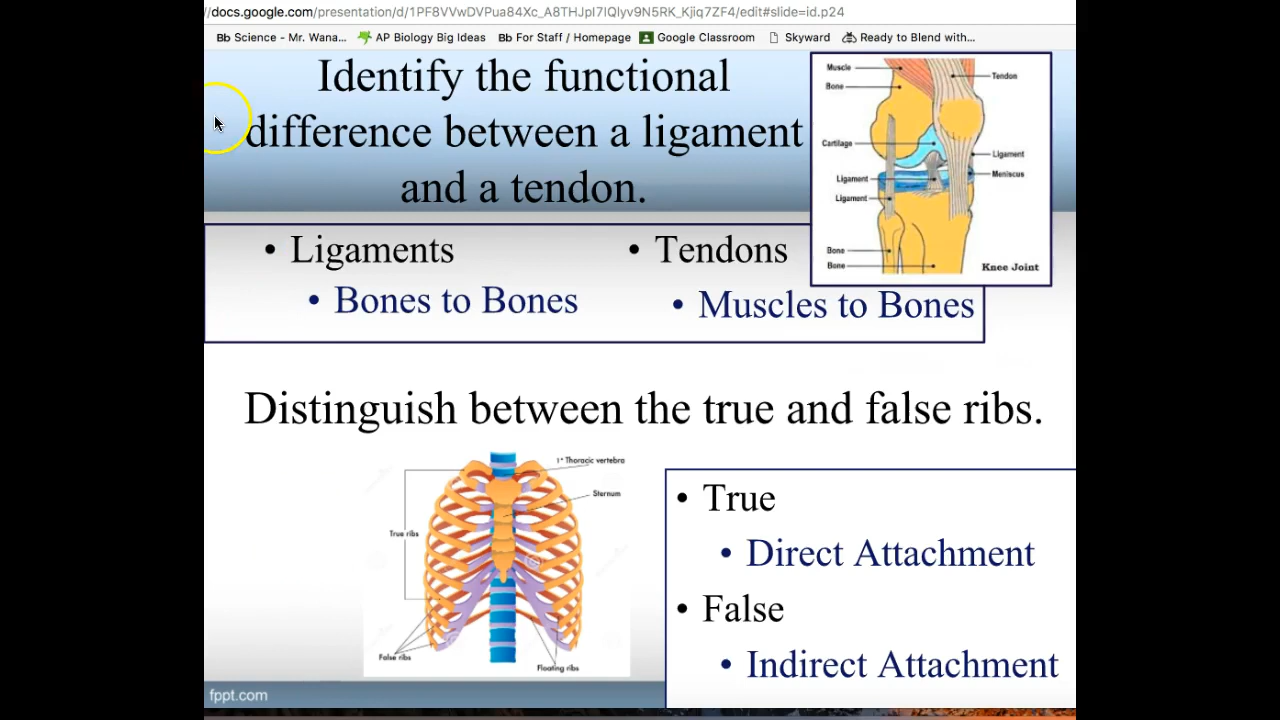 //docs.google.com/presentation/d/1PF8VVwDVPua84Xc_A8THJpI7IQlyv9N5RK_Kjiq7ZF4/edit#slide=id.p24
Bb Science - Mr. Wana... AP Biology Big Ideas Bb For Staff / Homepage Google Classroom Skyward Ready to Blend with...
Identify the functional
difference between a ligament
and a tendon.
Muscle
Bone
Tendon
Cartilage
Ligament
Ligament
Meniscus
Ligament
Bone
Bone
Knee Joint
• Ligaments
• Bones to Bones
• Tendons
• Muscles to Bones
Distinguish between the true and false ribs.
1° Thoracic vertebra
Sternum
True ribs
False ribs
Floating ribs
• True
• Direct Attachment
• False
• Indirect Attachment
fppt.com